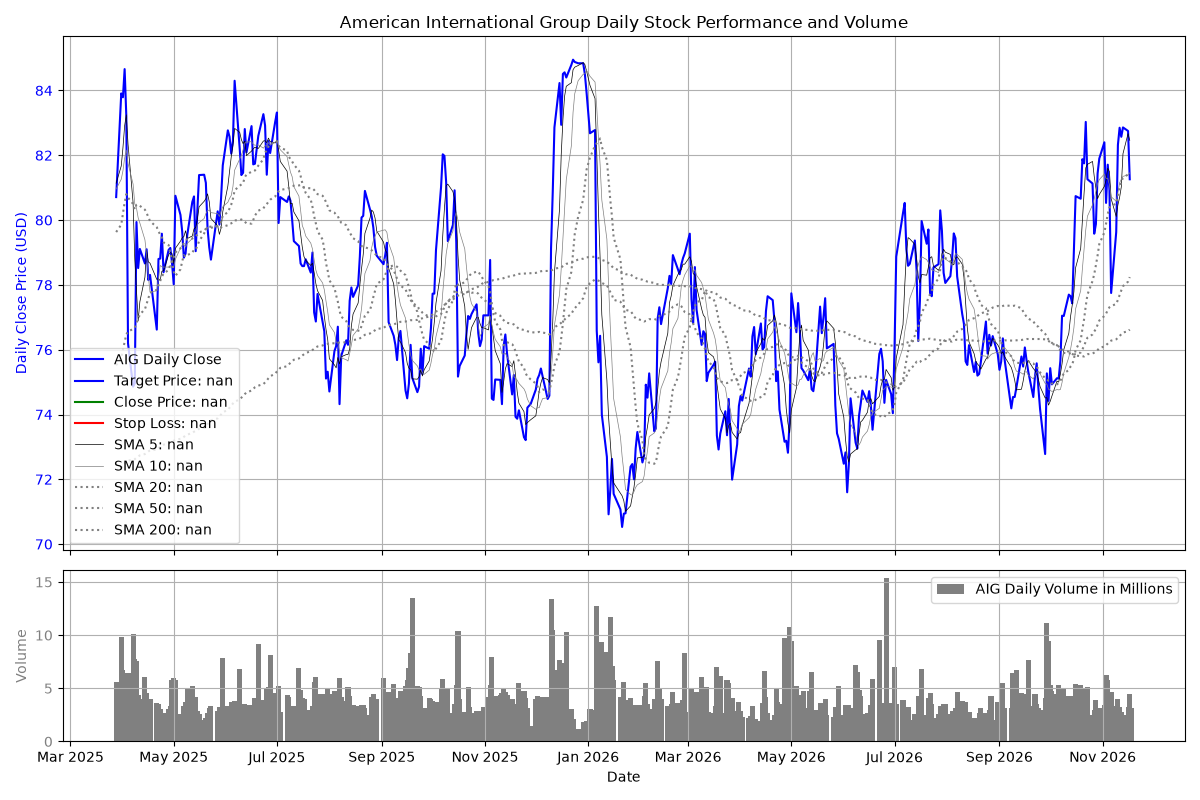 American International Group Daily Stock Performance and Volume
Daily Close Price (USD)
84
82
80
78
76
74
72
70
AIG Daily Close
Target Price: nan
Close Price: nan
Stop Loss: nan
SMA 5: nan
SMA 10: nan
SMA 20: nan
SMA 50: nan
SMA 200: nan
Volume
15
10
5
0
AIG Daily Volume in Millions
Mar 2025 May 2025 Jul 2025 Sep 2025 Nov 2025 Jan 2026 Mar 2026 May 2026 Jul 2026 Sep 2026 Nov 2026
Date